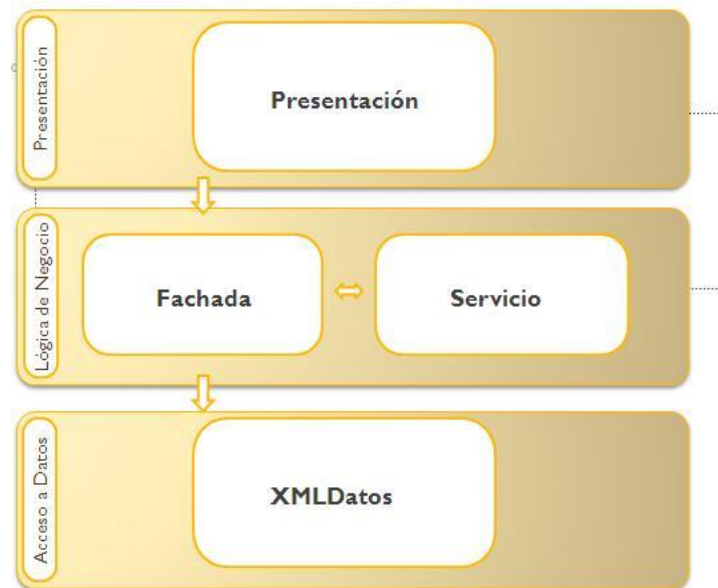 Presentación
Presentación
Lógica de Negocio
Fachada
Servicio
Acceso a Datos
XMLDatos